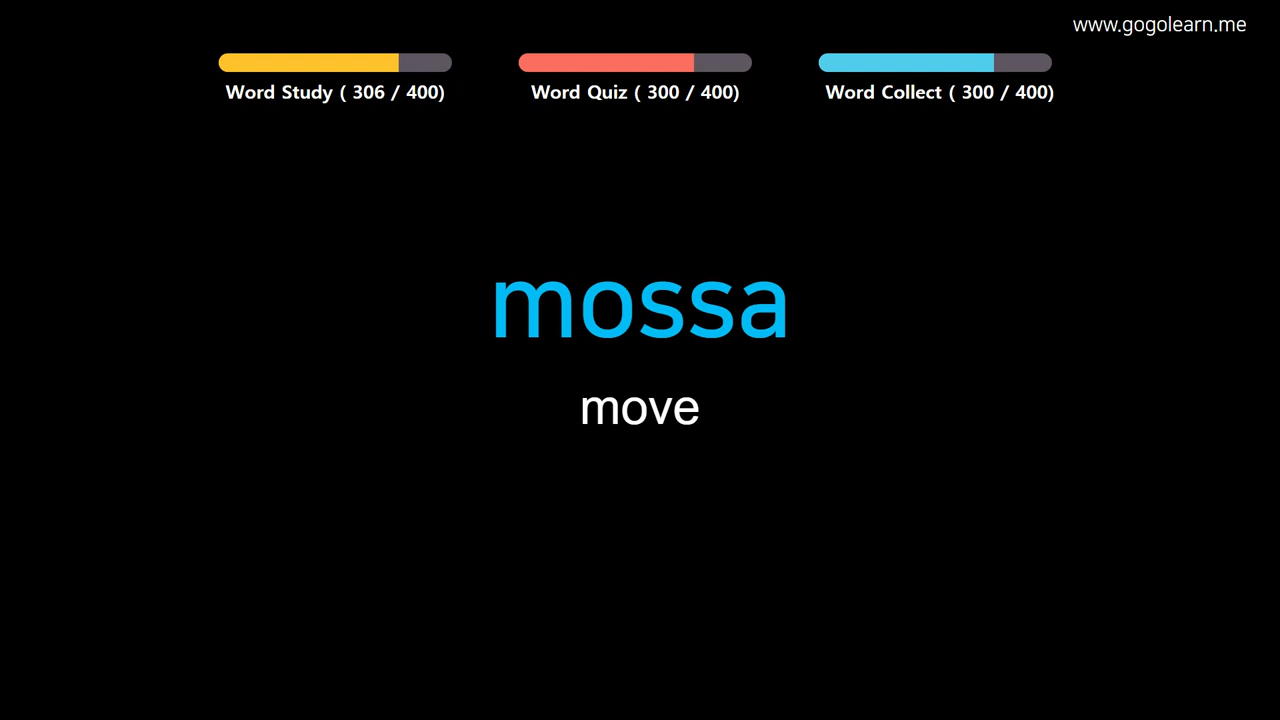 www.gogolearn.me
Word Study ( 306 / 400)
Word Quiz ( 300 / 400)
Word Collect ( 300 / 400)
mossa
move